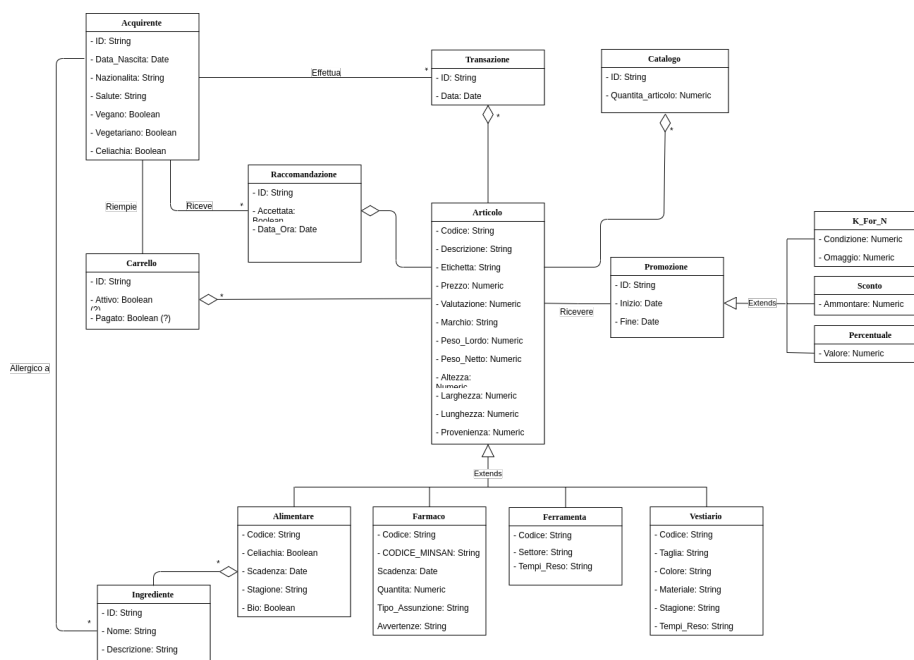 Acquirente
- ID: String
- Data_Nascita: Date
- Nazionalita: String
- Salute: String
- Vegano: Boolean
- Vegetariano: Boolean
- Celiachia: Boolean
Effettua
*
Transazione
- ID: String
- Data: Date
*
Catalogo
- ID: String
- Quantita_articolo: Numeric
*
Raccomandazione
- ID: String
- Accettata:
Boolean
- Data_Ora: Date
Riempie
Riceve
*
Articolo
- Codice: String
- Descrizione: String
- Etichetta: String
- Prezzo: Numeric
- Valutazione: Numeric
- Marchio: String
- Peso_Lordo: Numeric
- Peso_Netto: Numeric
- Altezza:
Numeric
- Larghezza: Numeric
- Lunghezza: Numeric
- Provenienza: Numeric
Carrello
- ID: String
- Attivo: Boolean
(?)
- Pagato: Boolean (?)
*
Ricevere
Promozione
- ID: String
- Inizio: Date
- Fine: Date
Extends
K_For_N
- Condizione: Numeric
- Omaggio: Numeric
Sconto
- Ammontare: Numeric
Percentuale
- Valore: Numeric
Allergico a
Extends
Alimentare
- Codice: String
- Celiachia: Boolean
- Scadenza: Date
- Stagione: String
- Bio: Boolean
Farmaco
- Codice: String
- CODICE_MINSAN: String
Scadenza: Date
Quantita: Numeric
Tipo_Assunzione: String
Avvertenze: String
Ferramenta
- Codice: String
- Settore: String
- Tempi_Reso: String
Vestiario
- Codice: String
- Taglia: String
- Colore: String
- Materiale: String
- Stagione: String
- Tempi_Reso: String
*
Ingrediente
- ID: String
- Nome: String
- Descrizione: String
*